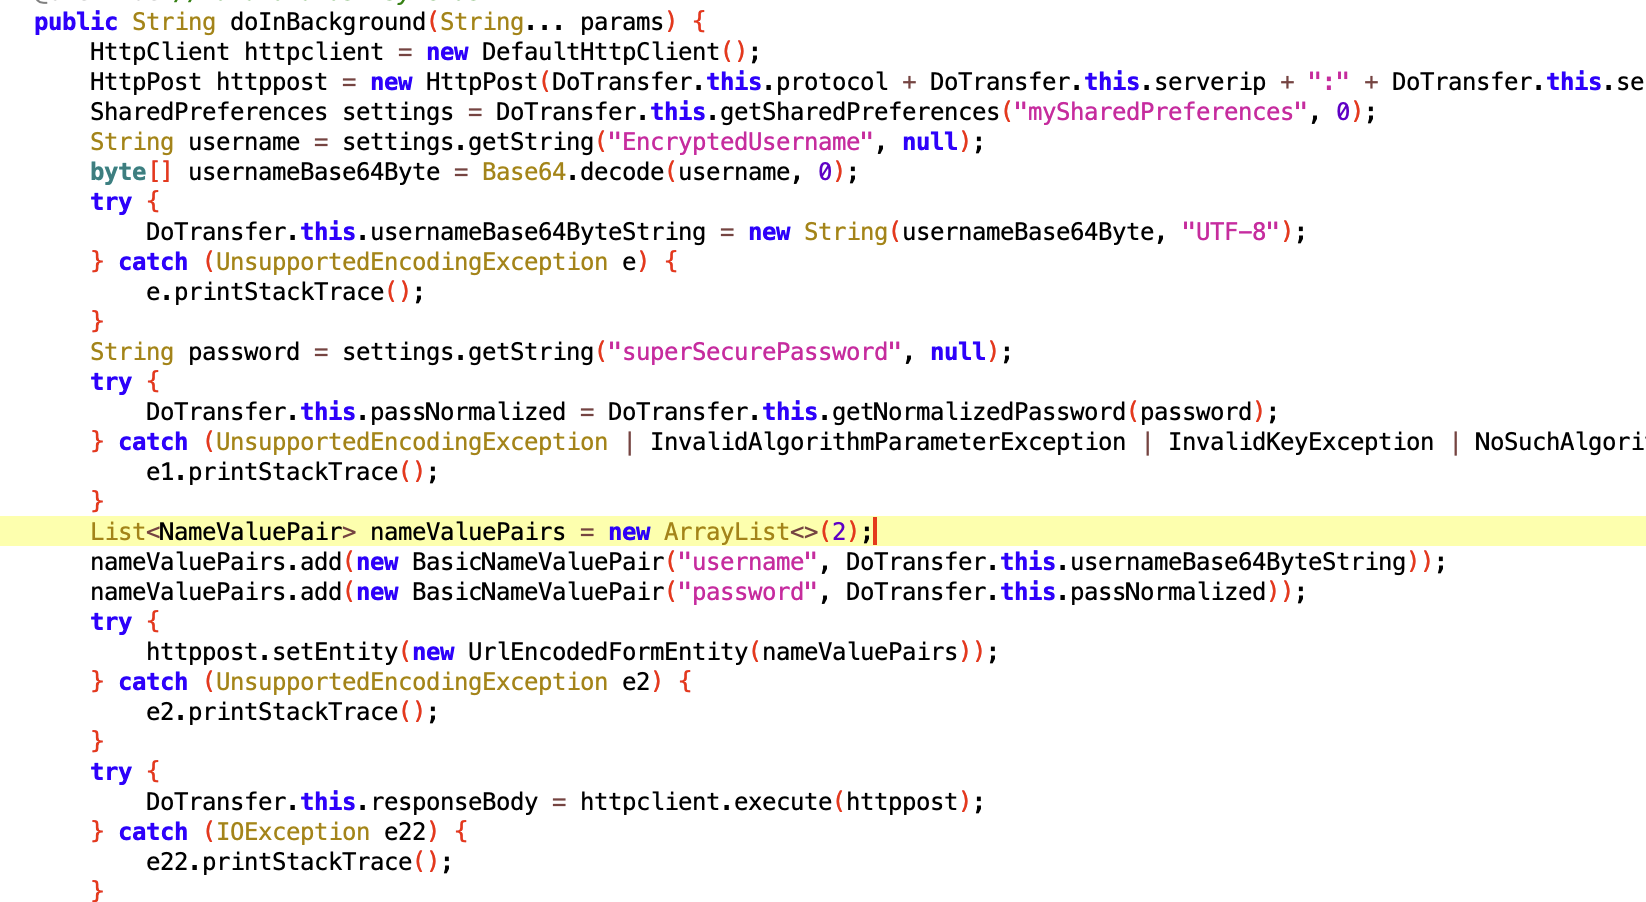 public String doInBackground(String... params) {
HttpClient httpclient = new DefaultHttpClient();
HttpPost httppost = new HttpPost(DoTransfer.this.protocol + DoTransfer.this.serverip + ":" + DoTransfer.this.se
SharedPreferences settings = DoTransfer.this.getSharedPreferences("mySharedPreferences", 0);
String username = settings.getString("EncryptedUsername", null);
byte[] usernameBase64Byte = Base64.decode(username, 0);
try {
DoTransfer.this.usernameBase64ByteString = new String(usernameBase64Byte, "UTF-8");
} catch (UnsupportedEncodingException e) {
e.printStackTrace();
}
String password = settings.getString("superSecurePassword", null);
try {
DoTransfer.this.passNormalized = DoTransfer.this.getNormalizedPassword(password);
} catch (UnsupportedEncodingException | InvalidAlgorithmParameterException | InvalidKeyException | NoSuchAlgori
e1.printStackTrace();
}
List<NameValuePair> nameValuePairs = new ArrayList<>(2);
nameValuePairs.add(new BasicNameValuePair("username", DoTransfer.this.usernameBase64ByteString));
nameValuePairs.add(new BasicNameValuePair("password", DoTransfer.this.passNormalized));
try {
httppost.setEntity(new UrlEncodedFormEntity(nameValuePairs));
} catch (UnsupportedEncodingException e2) {
e2.printStackTrace();
}
try {
DoTransfer.this.responseBody = httpclient.execute(httppost);
} catch (IOException e22) {
e22.printStackTrace();
}